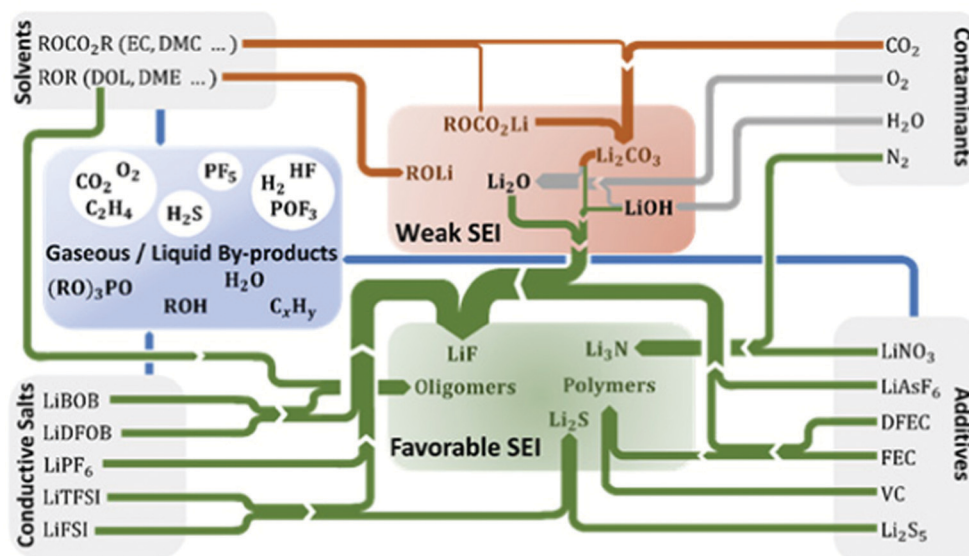 Solvents
ROCO₂R (EC, DMC ...)
ROR (DOL, DME ...)
Contaminants
CO₂
O₂
H₂O
N₂
ROCO₂Li
Li₂CO₃
ROLi
Li₂O
LiOH
Weak SEI
CO₂ O₂
C₂H₄
PF₅
H₂S
H₂ HF
POF₃
Gaseous / Liquid By-products
(RO)₃PO
H₂O
ROH
CₓHᵧ
LiF
Li₃N
Oligomers
Polymers
Li₂S
Favorable SEI
Conductive Salts
LiBOB
LiDFOB
LiPF₆
LiTFSI
LiFSI
Additives
LiNO₃
LiAsF₆
DFEC
FEC
VC
Li₂S₅